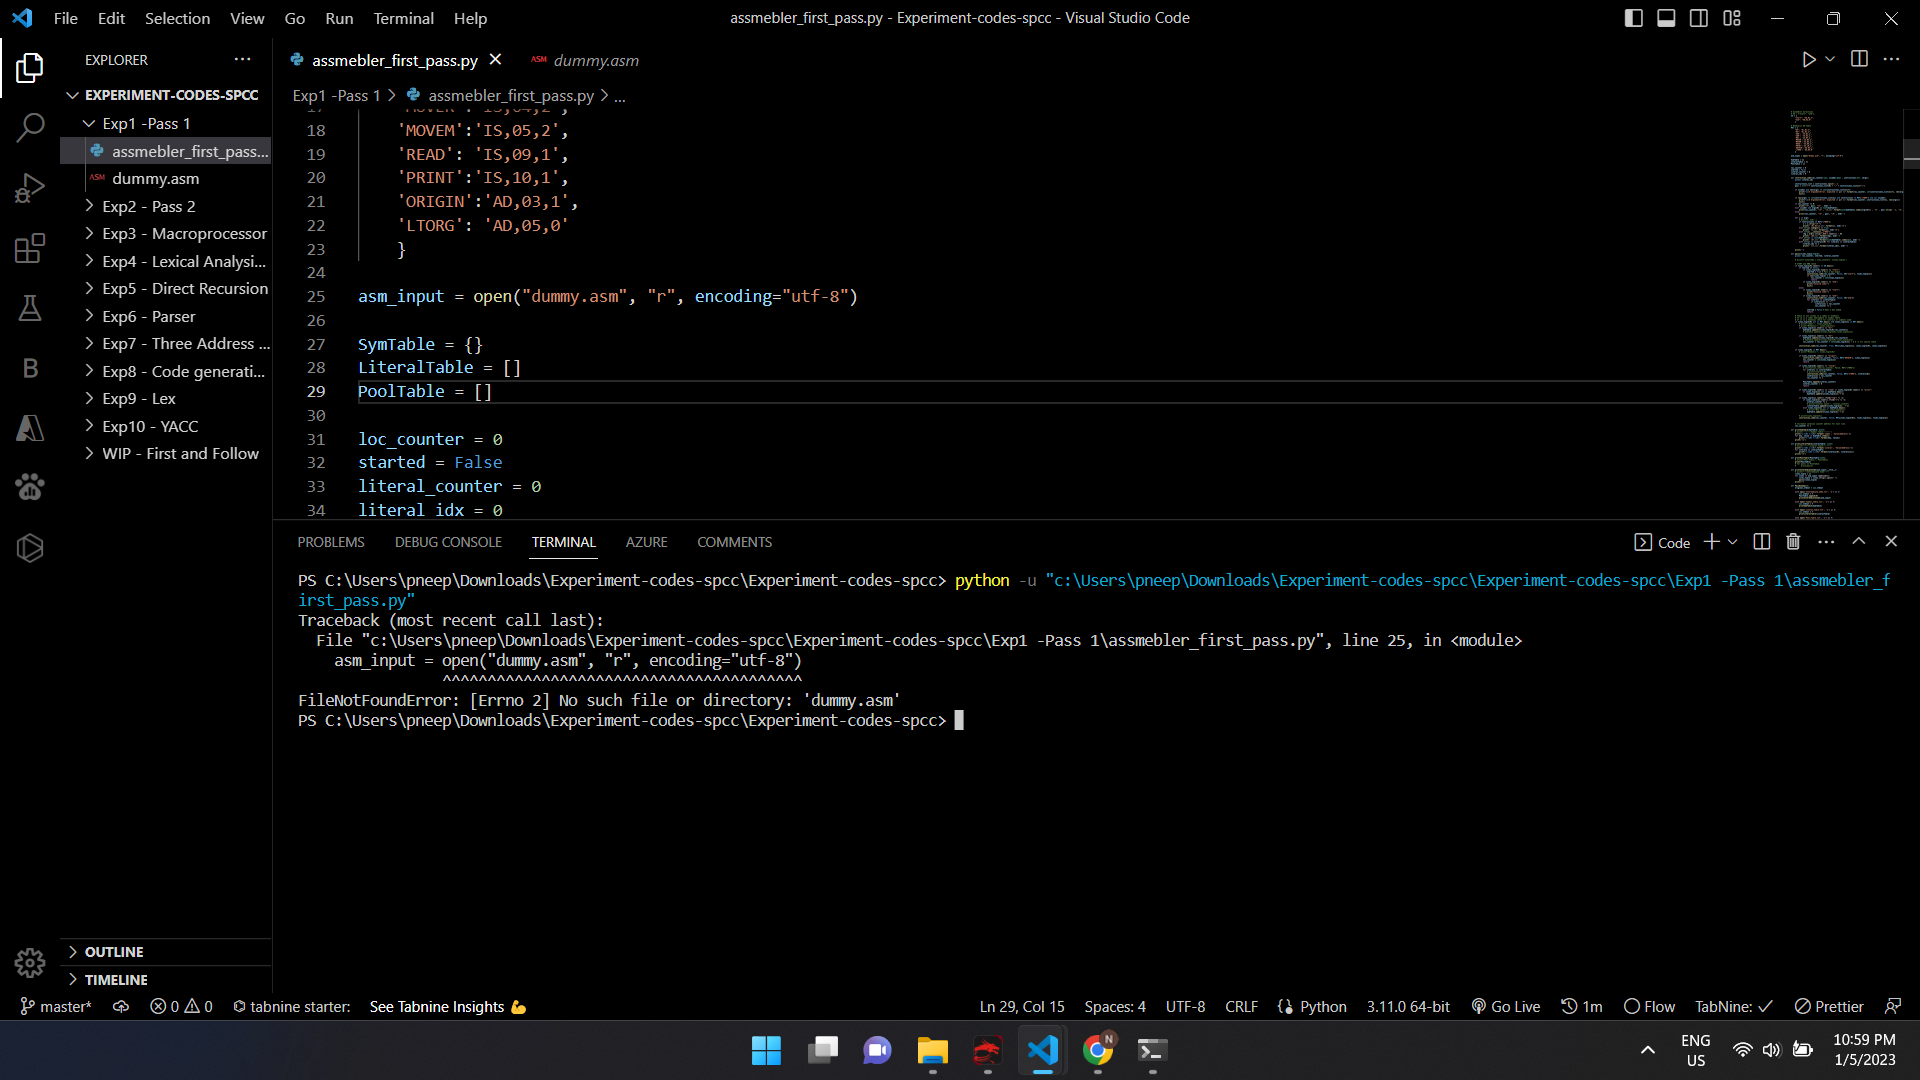 File Edit Selection View Go Run Terminal Help
assmebler_first_pass.py - Experiment-codes-spcc - Visual Studio Code
EXPLORER
EXPERIMENT-CODES-SPCC
Exp1 -Pass 1
assmebler_first_pass...
ASM dummy.asm
Exp2 - Pass 2
Exp3 - Macroprocessor
Exp4 - Lexical Analysi...
Exp5 - Direct Recursion
Exp6 - Parser
Exp7 - Three Address ...
Exp8 - Code generati...
Exp9 - Lex
Exp10 - YACC
WIP - First and Follow
OUTLINE
TIMELINE
assmebler_first_pass.py
ASM dummy.asm
Exp1 -Pass 1 > assmebler_first_pass.py > ...
18 'MOVEM':'IS,05,2',
19 'READ': 'IS,09,1',
20 'PRINT':'IS,10,1',
21 'ORIGIN':'AD,03,1',
22 'LTORG': 'AD,05,0'
23 }
24
25 asm_input = open("dummy.asm", "r", encoding="utf-8")
26
27 SymTable = {}
28 LiteralTable = []
29 PoolTable = []
30
31 loc_counter = 0
32 started = False
33 literal_counter = 0
34 literal_idx = 0
PROBLEMS DEBUG CONSOLE TERMINAL AZURE COMMENTS
Code
PS C:\Users\pneep\Downloads\Experiment-codes-spcc\Experiment-codes-spcc> python -u "c:\Users\pneep\Downloads\Experiment-codes-spcc\Experiment-codes-spcc\Exp1 -Pass 1\assmebler_f
irst_pass.py"
Traceback (most recent call last):
File "c:\Users\pneep\Downloads\Experiment-codes-spcc\Experiment-codes-spcc\Exp1 -Pass 1\assmebler_first_pass.py", line 25, in <module>
asm_input = open("dummy.asm", "r", encoding="utf-8")
^^^^^^^^^^^^^^^^^^^^^^^^^^^^^^^^^^^^^^^^
FileNotFoundError: [Errno 2] No such file or directory: 'dummy.asm'
PS C:\Users\pneep\Downloads\Experiment-codes-spcc\Experiment-codes-spcc>
master* 0 0 tabnine starter: See Tabnine Insights 💪 Ln 29, Col 15 Spaces: 4 UTF-8 CRLF Python 3.11.0 64-bit Go Live 1m Flow TabNine: Prettier
ENG
US
10:59 PM
1/5/2023